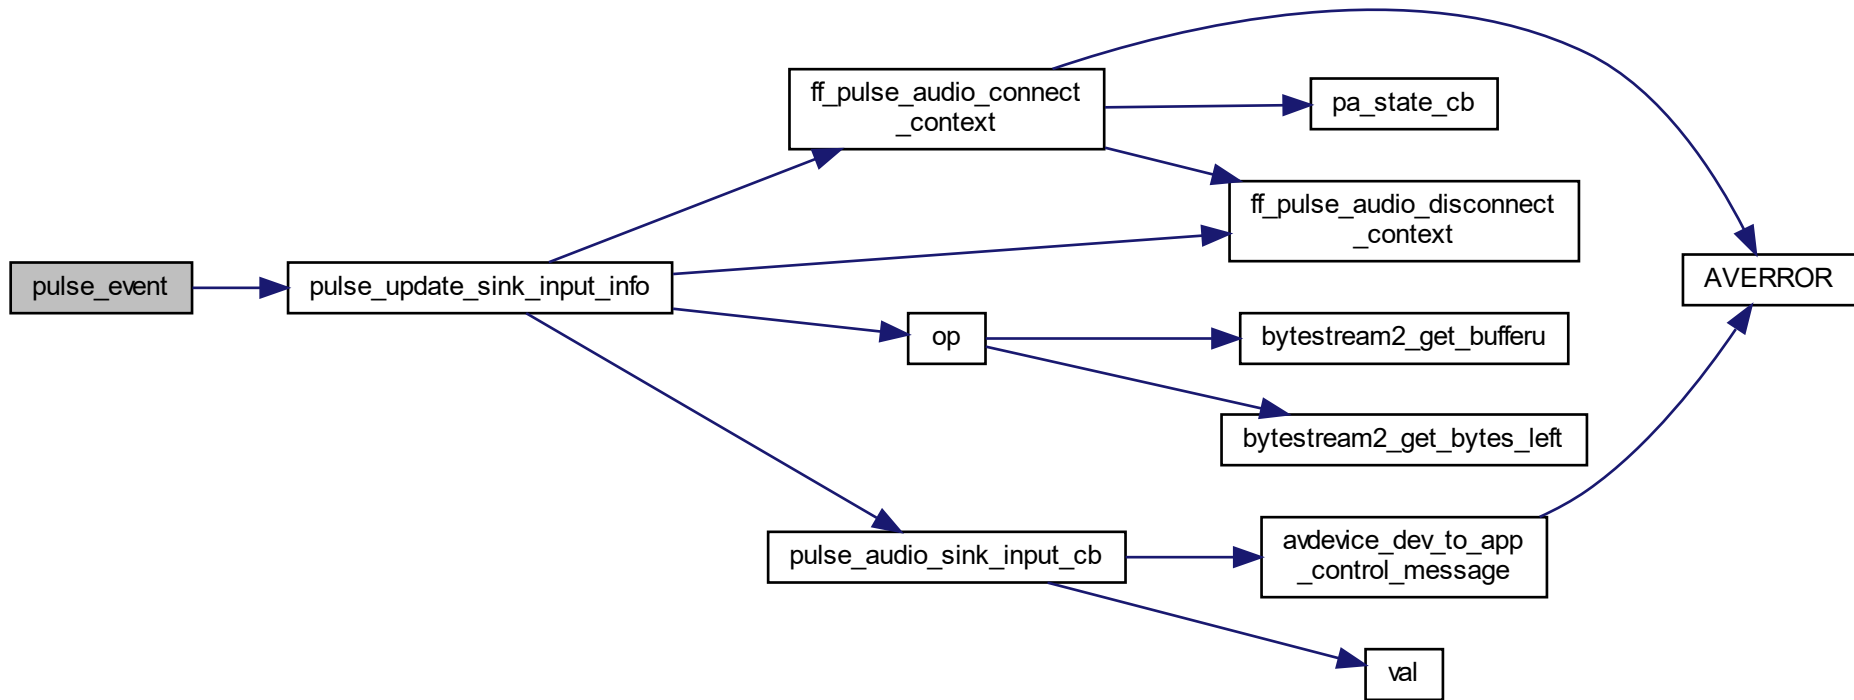 pulse_event
pulse_update_sink_input_info
ff_pulse_audio_connect
_context
pa_state_cb
ff_pulse_audio_disconnect
_context
AVERROR
op
bytestream2_get_bufferu
bytestream2_get_bytes_left
pulse_audio_sink_input_cb
avdevice_dev_to_app
_control_message
val